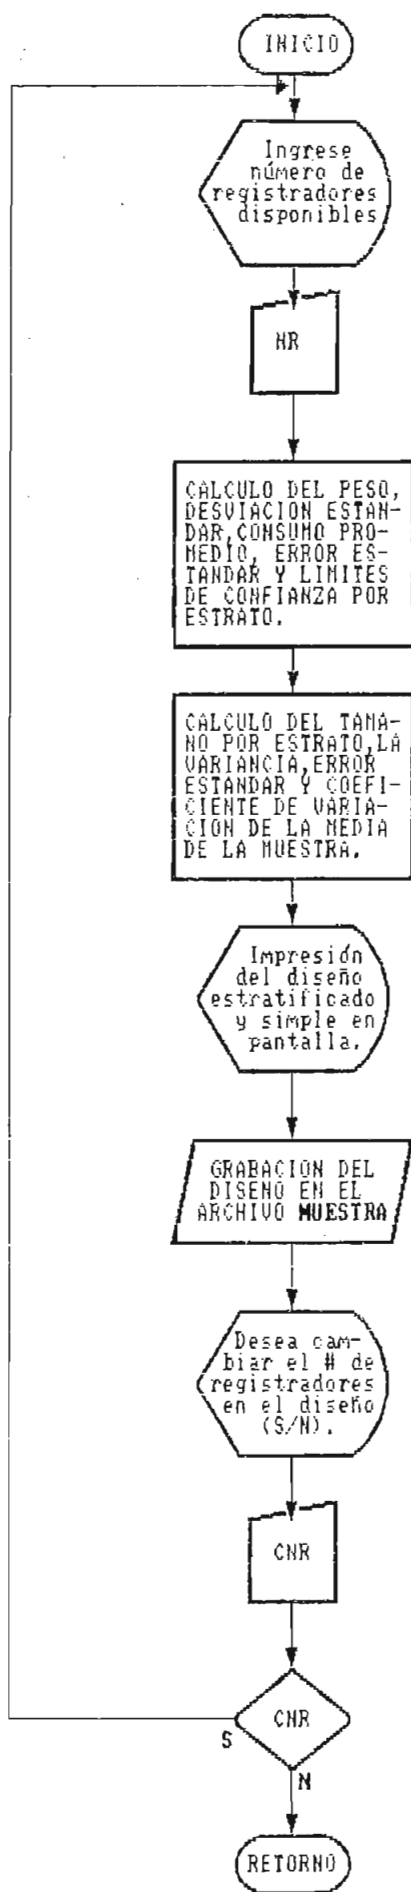 INICIO
Ingrese
número de
registradores
disponibles
NR
CALCULO DEL PESO,
DESVIACION ESTAN-
DAR,CONSUMO PRO-
MEDIO, ERROR ES-
TANDAR Y LIMITES
DE CONFIANZA POR
ESTRATO.
CALCULO DEL TAMA-
NO POR ESTRATO,LA
VARIANCIA,ERROR
ESTANDAR Y COEFI-
CIENTE DE VARIA-
CION DE LA MEDIA
DE LA MUESTRA.
Impresión
del diseño
estratificado
y simple en
pantalla.
GRABACION DEL
DISENO EN EL
ARCHIVO MUESTRA
Desea cam-
biar el # de
registradores
en el diseño
(S/N).
CNR
CNR
S
N
RETORNO